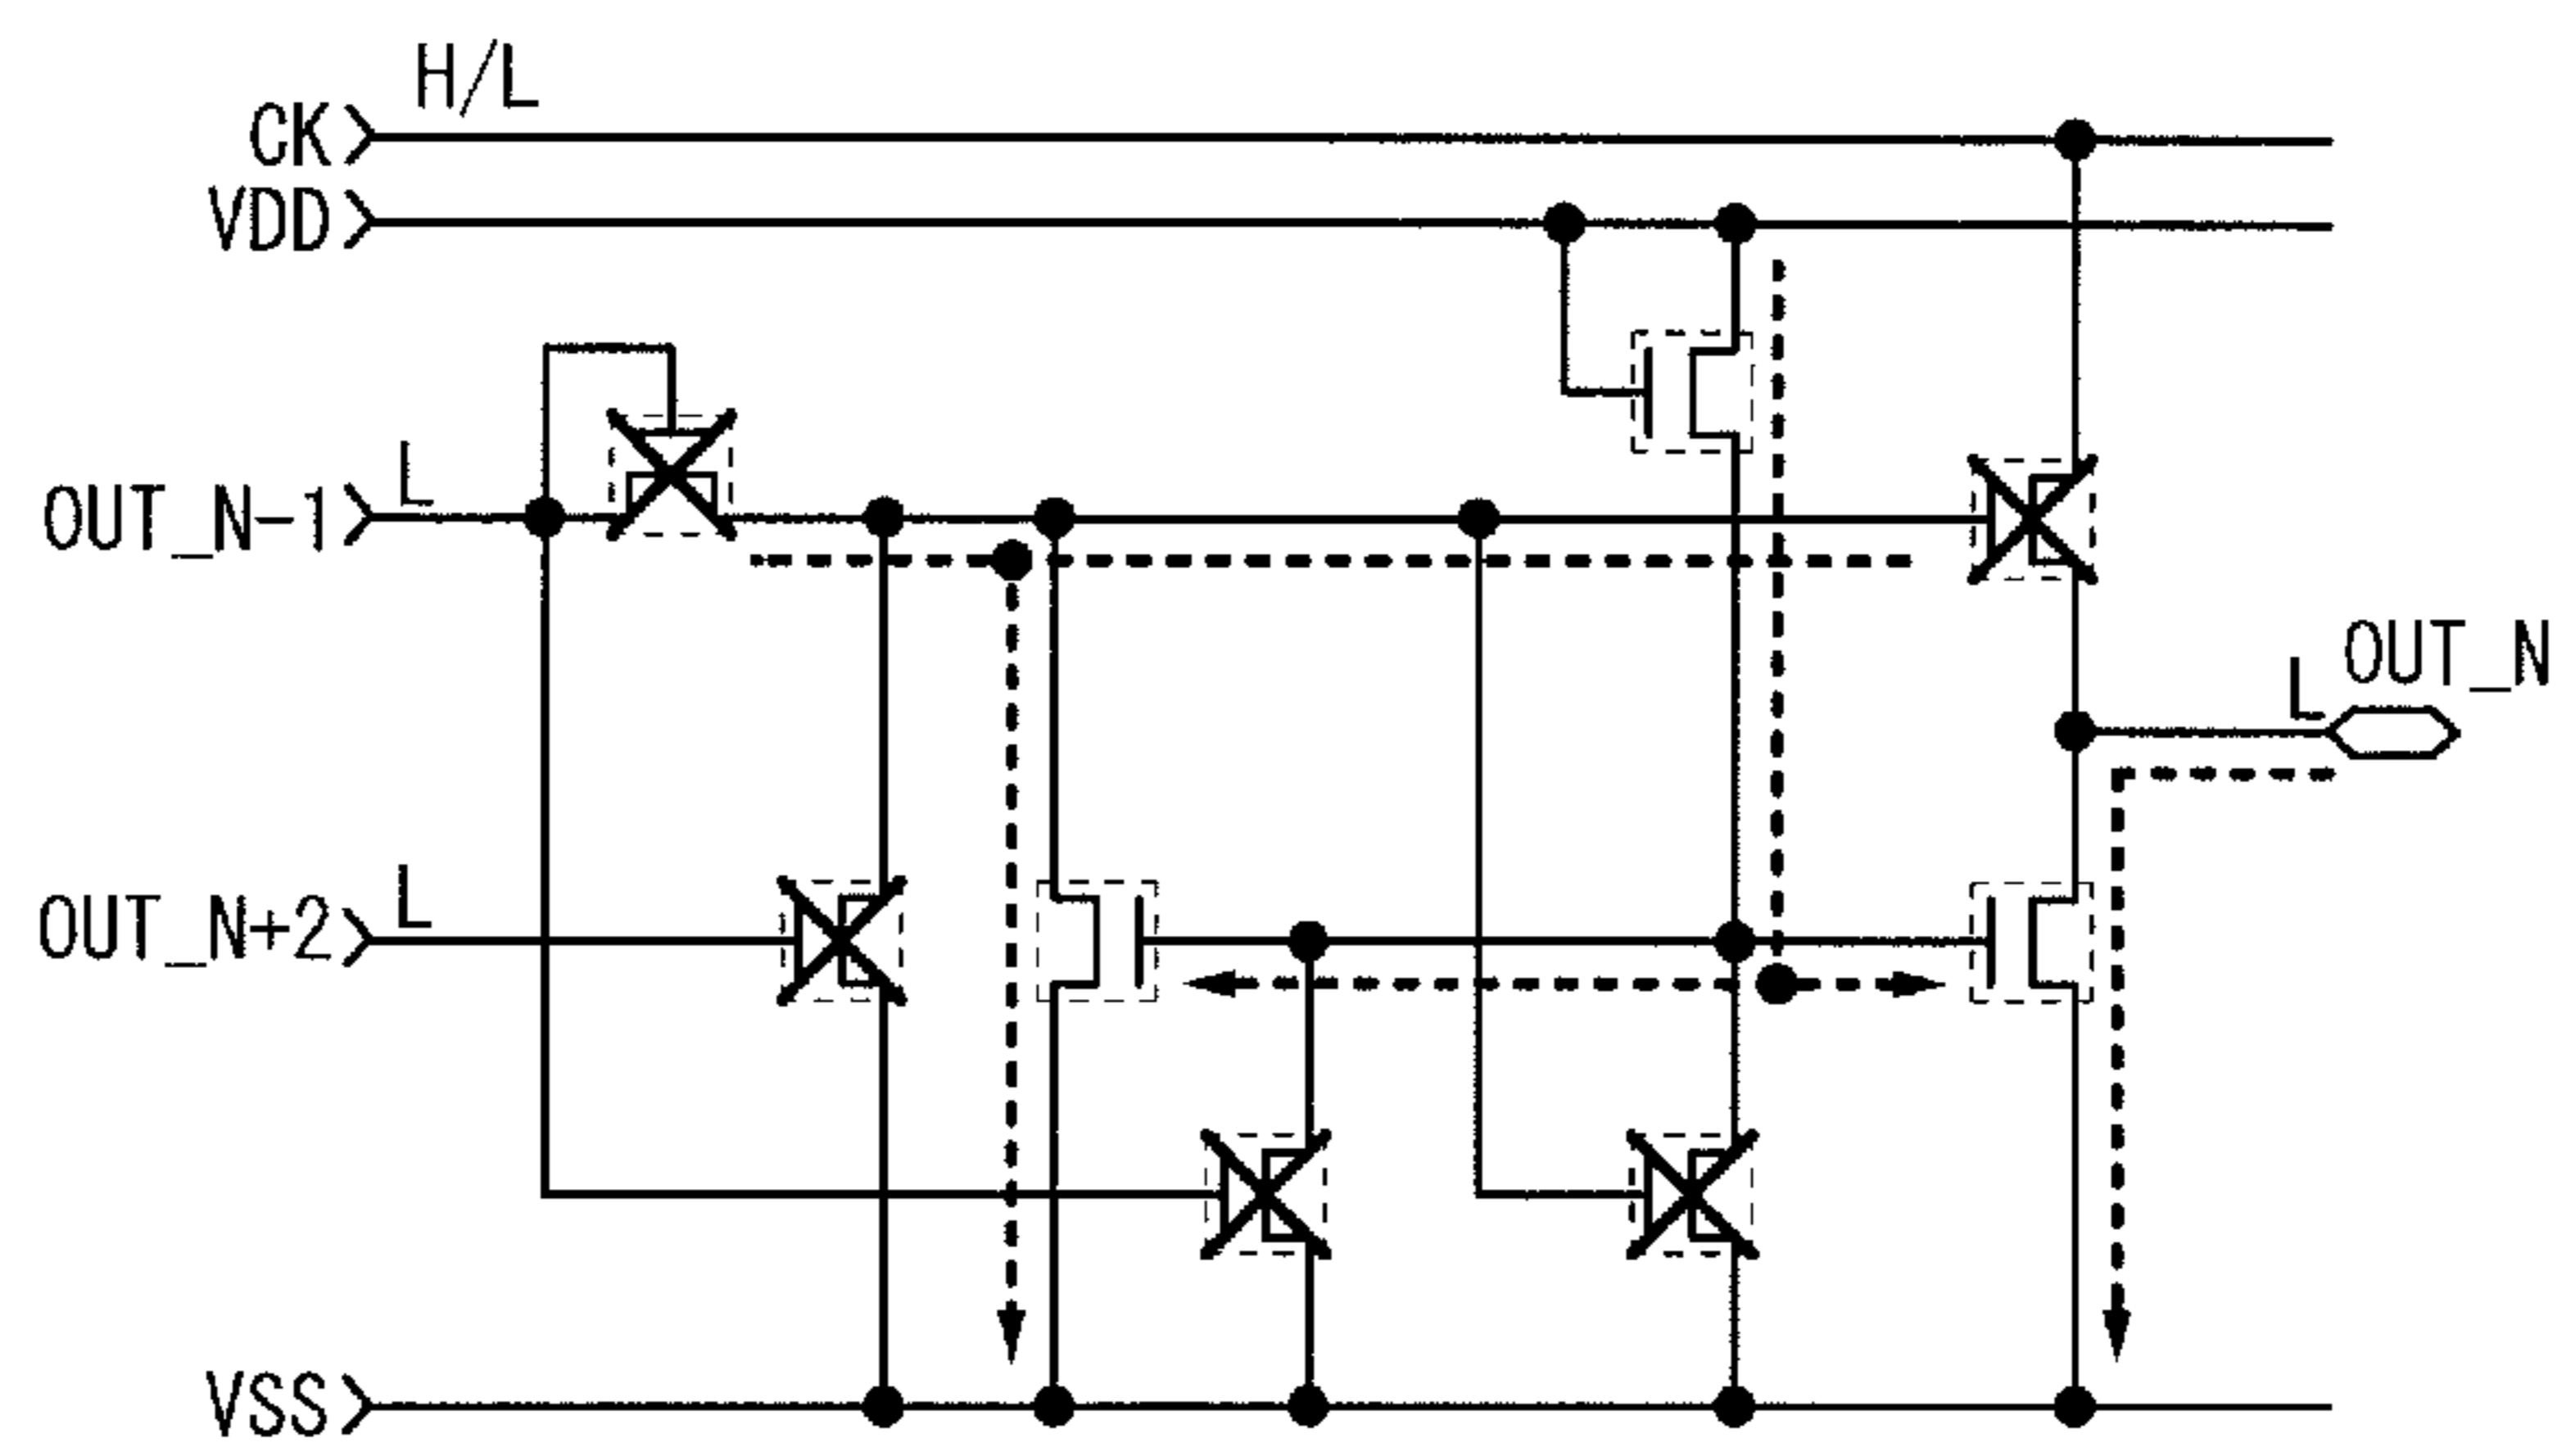 H/L
CK
VDD
L
OUT_N-1
L OUT_N
L
OUT_N+2
VSS